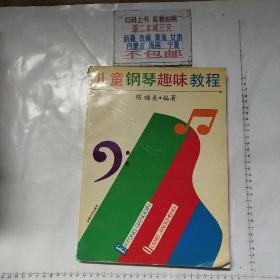 扫码上书 实物拍照
第二本减三元
新疆 西藏 青海 甘肃
内蒙古 海南 宁夏
不包邮
儿童钢琴趣味教程
陈福美·编著